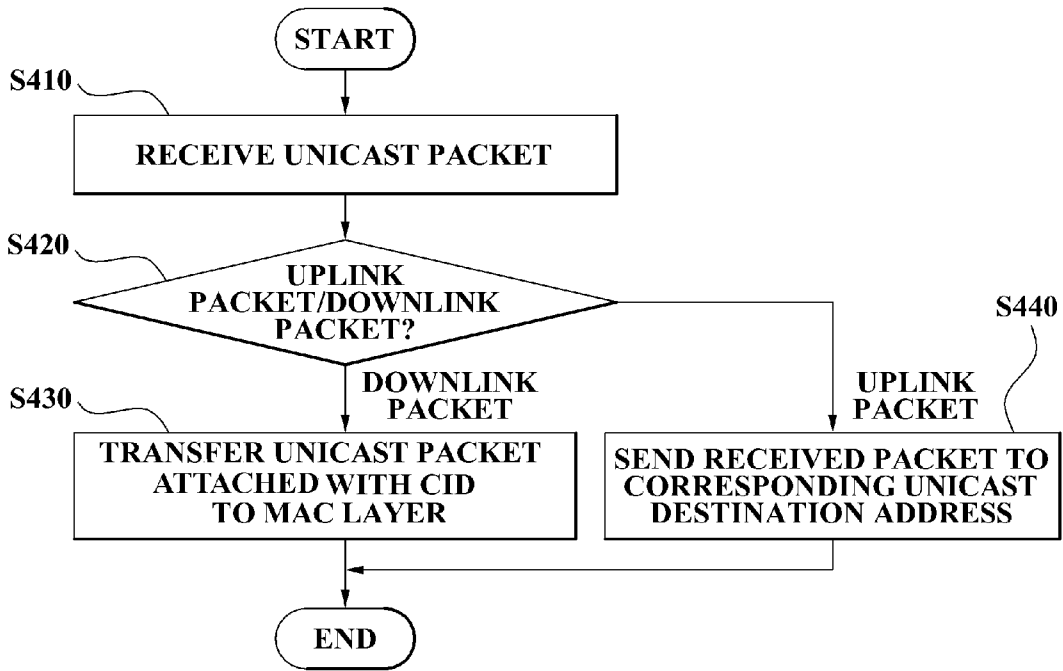 START
S410
RECEIVE UNICAST PACKET
S420
UPLINK
PACKET/DOWNLINK
PACKET?
S440
DOWNLINK
PACKET
UPLINK
PACKET
S430
TRANSFER UNICAST PACKET
ATTACHED WITH CID
TO MAC LAYER
SEND RECEIVED PACKET TO
CORRESPONDING UNICAST
DESTINATION ADDRESS
END